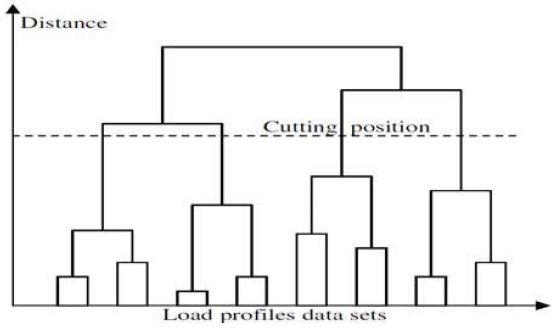 Distance
Cutting position
Load profiles data sets